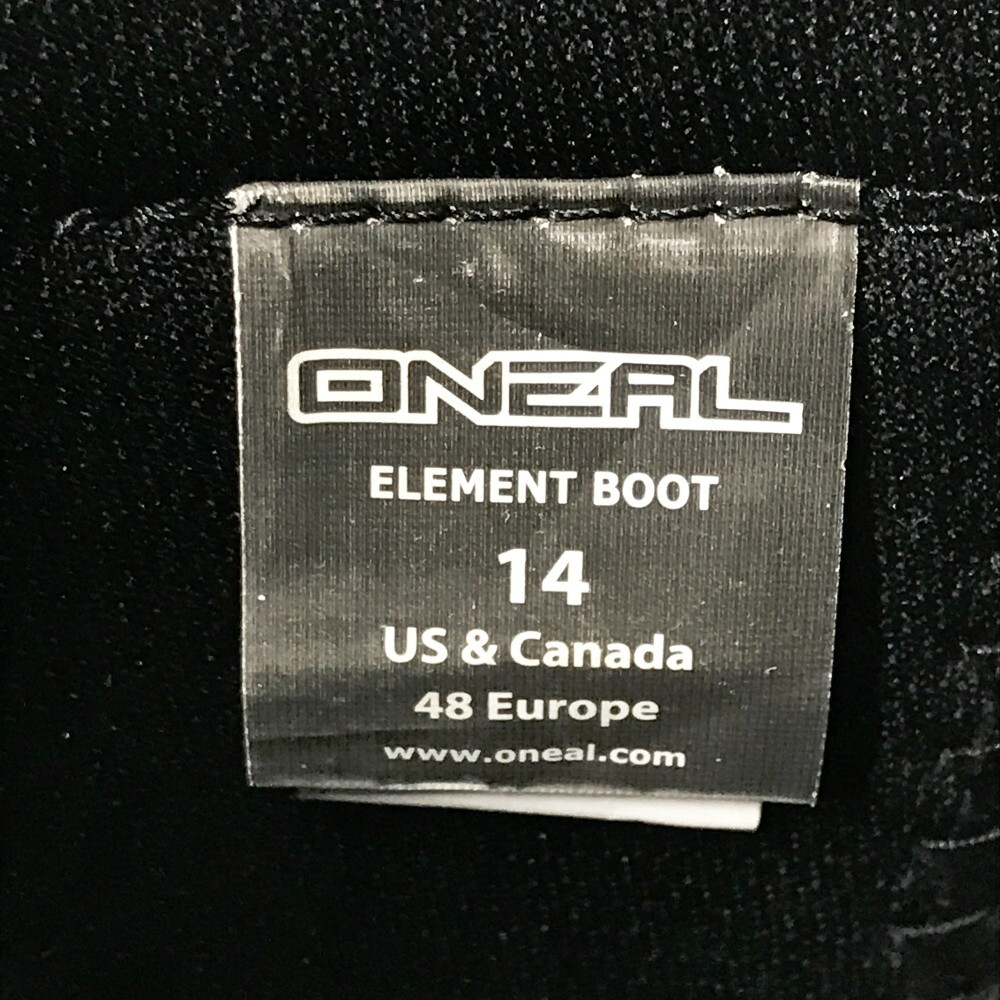 ONEAL
ELEMENT BOOT
14
US & Canada
48 Europe
www.oneal.com